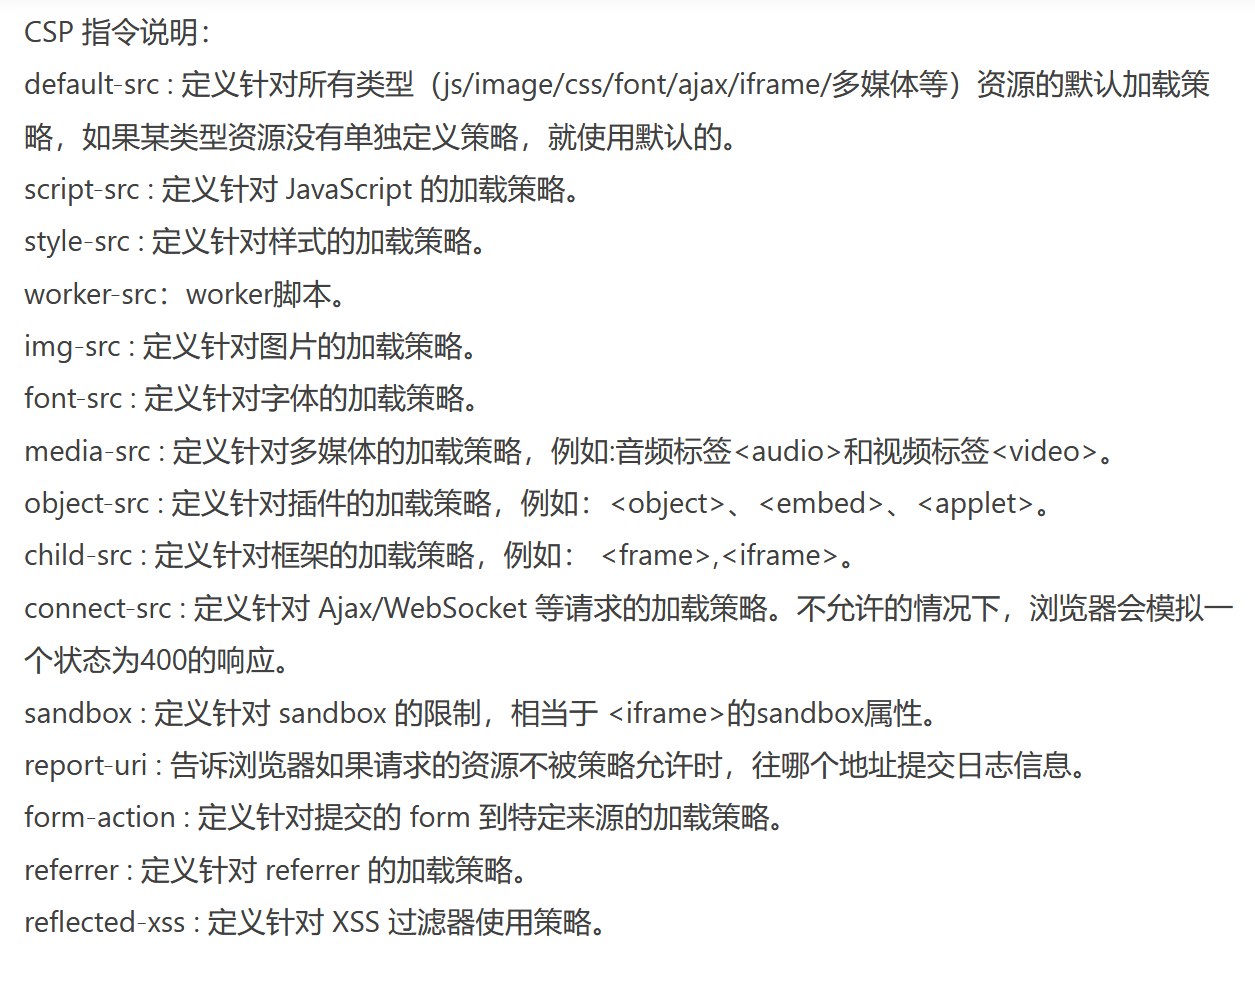 CSP 指令说明：
default-src : 定义针对所有类型（js/image/css/font/ajax/iframe/多媒体等）资源的默认加载策
略，如果某类型资源没有单独定义策略，就使用默认的。
script-src : 定义针对 JavaScript 的加载策略。
style-src : 定义针对样式的加载策略。
worker-src：worker脚本。
img-src : 定义针对图片的加载策略。
font-src : 定义针对字体的加载策略。
media-src : 定义针对多媒体的加载策略，例如:音频标签<audio>和视频标签<video>。
object-src : 定义针对插件的加载策略，例如：<object>、<embed>、<applet>。
child-src : 定义针对框架的加载策略，例如： <frame>,<iframe>。
connect-src : 定义针对 Ajax/WebSocket 等请求的加载策略。不允许的情况下，浏览器会模拟一
个状态为400的响应。
sandbox : 定义针对 sandbox 的限制，相当于 <iframe>的sandbox属性。
report-uri : 告诉浏览器如果请求的资源不被策略允许时，往哪个地址提交日志信息。
form-action : 定义针对提交的 form 到特定来源的加载策略。
referrer : 定义针对 referrer 的加载策略。
reflected-xss : 定义针对 XSS 过滤器使用策略。